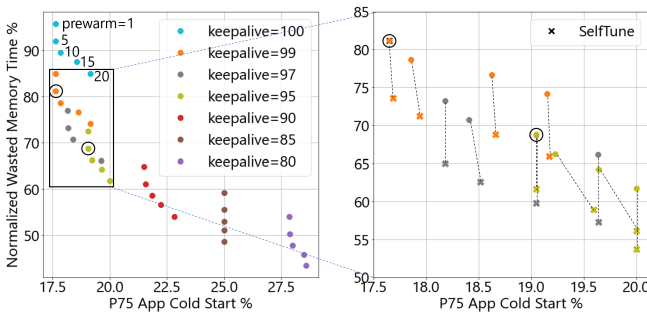 Normalized Wasted Memory Time %
90
80
70
60
50
prewarm=1
5
10
15
20
keepalive=100
keepalive=99
keepalive=97
keepalive=95
keepalive=90
keepalive=85
keepalive=80
17.5 20.0 22.5 25.0 27.5
P75 App Cold Start %
85
80
75
70
65
60
55
50
SelfTune
17.5 18.0 18.5 19.0 19.5 20.0
P75 App Cold Start %